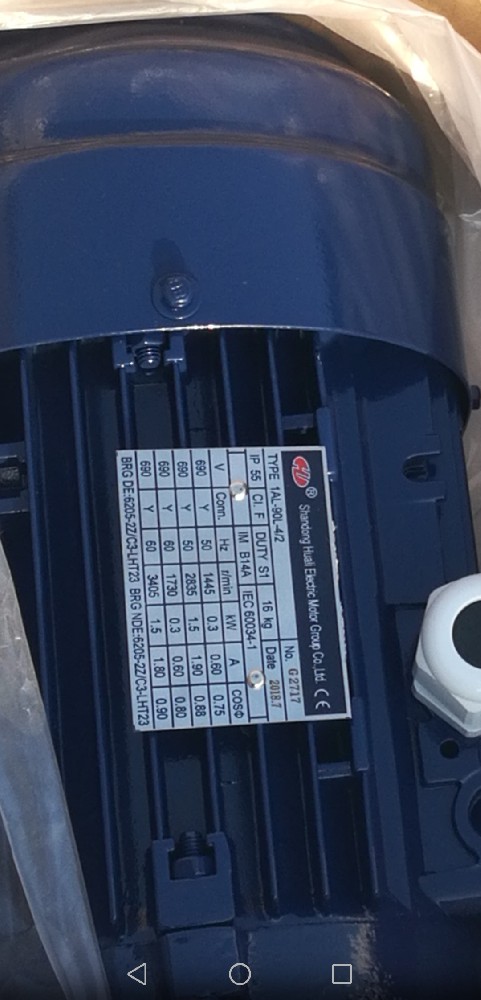 Shandong Huali Electric Motor Group Co.,Ltd. CE
TYPE 1AL-90L-4/2 No. G2717
IP 55 Cl. F DUTY S1 16 kg Date 2018.7
IM B14A IEC 60034-1
V Conn. Hz r/min kW A COSΦ
690 Y 50 1445 0.3 0.60 0.75
690 Y 50 2835 1.5 1.90 0.88
690 Y 60 1730 0.3 0.60 0.80
690 Y 60 3405 1.5 1.80 0.90
BRG DE:6205-2Z/C3-LHT23 BRG NDE:6205-2Z/C3-LHT23